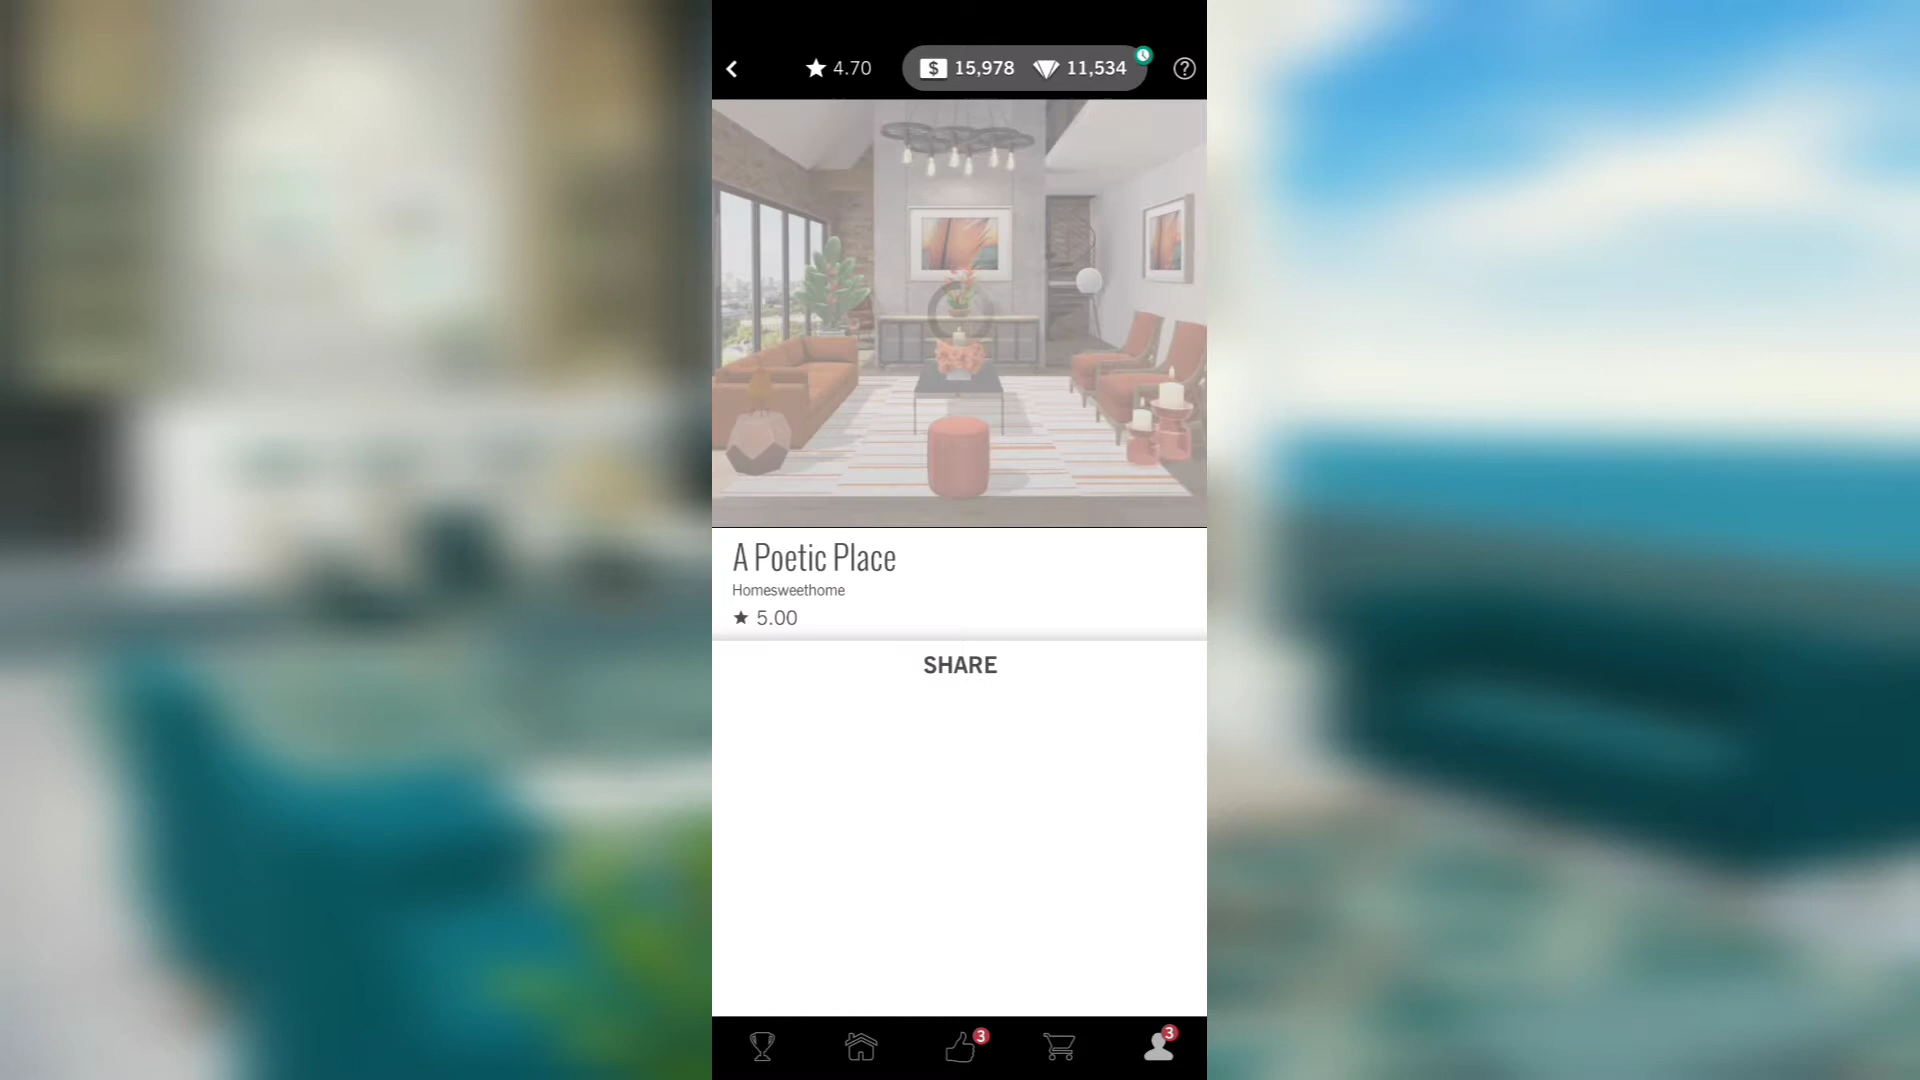 4.70 $ 15,978 11,534 ?
A Poetic Place
Homesweethome
★ 5.00
SHARE
3 3